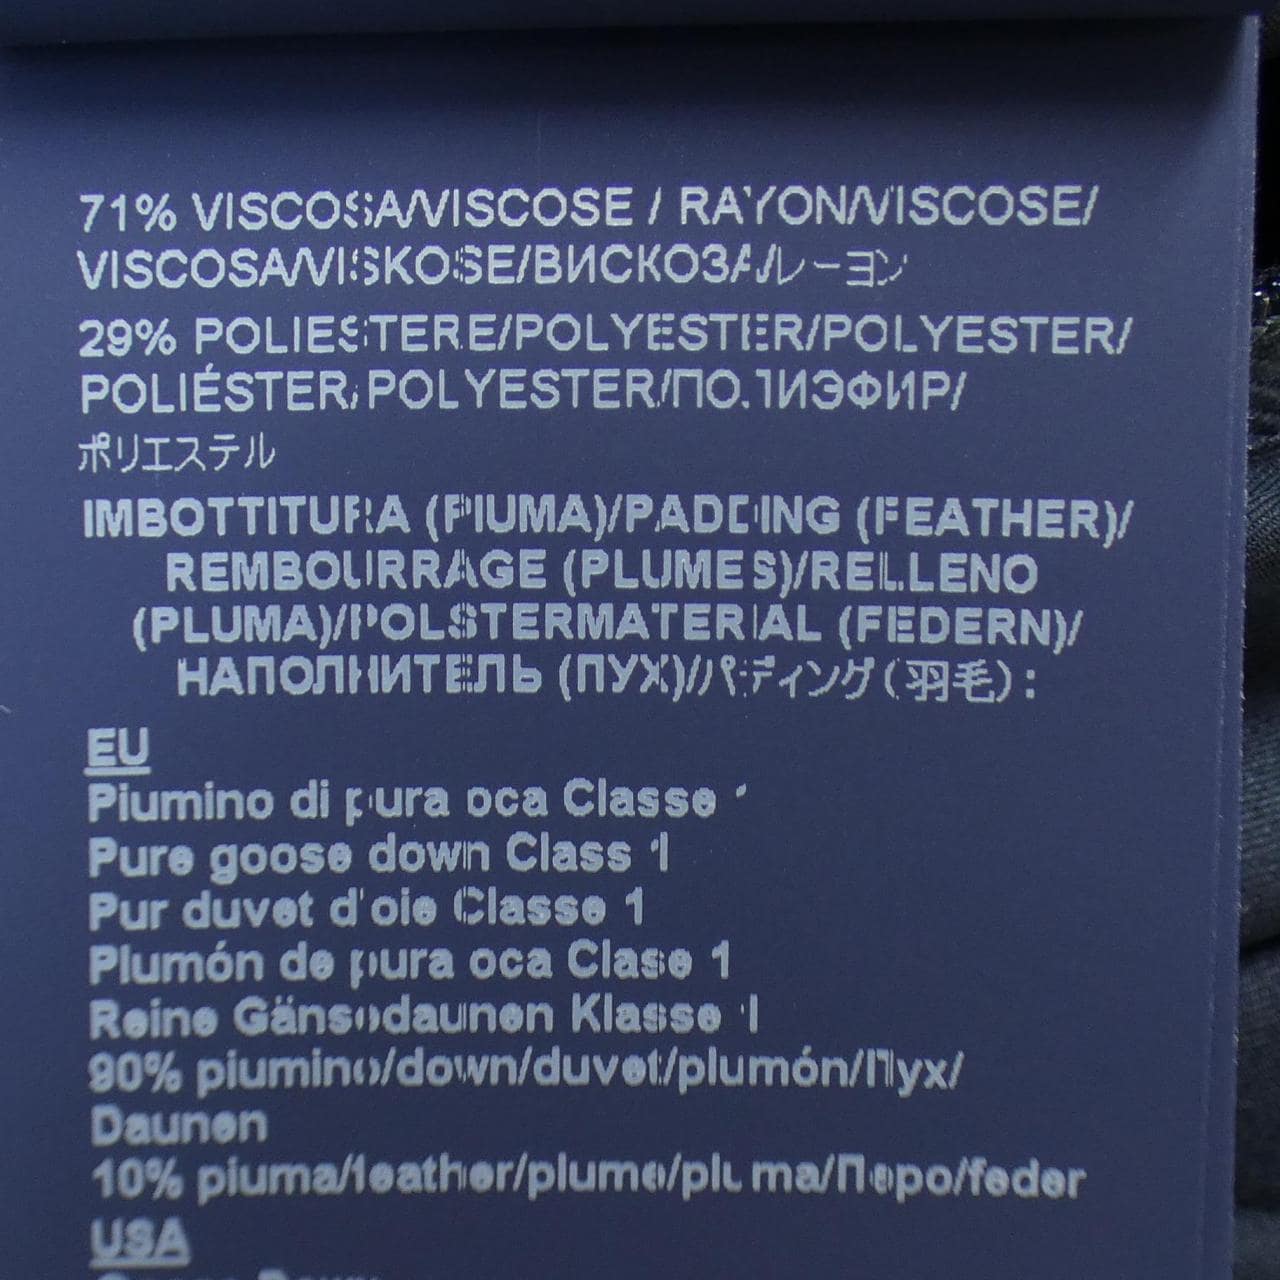 71% VISCOSA/VISCOSE / RAYON/VISCOSE/
VISCOSA/VISKOSE/ВИСКОЗА/レーヨン
29% POLIESTERE/POLYESTER/POLYESTER/
POLIÉSTER/POLYESTER/ПОЛИЭФИР/
ポリエステル
IMBOTTITURA (PIUMA)/PADDING (FEATHER)/
REMBOURRAGE (PLUMES)/RELLENO
(PLUMA)/POLSTERMATERIAL (FEDERN)/
НАПОЛНИТЕЛЬ (ПУХ)/パディング(羽毛):
EU
Piumino di pura oca Classe 1
Pure goose down Class 1
Pur duvet d'oie Classe 1
Plumón de pura oca Clase 1
Reine Gänsedaunen Klasse 1
90% piumino/down/duvet/plumón/Пух/
Daunen
10% piuma/feather/plume/pluma/Перо/feder
USA